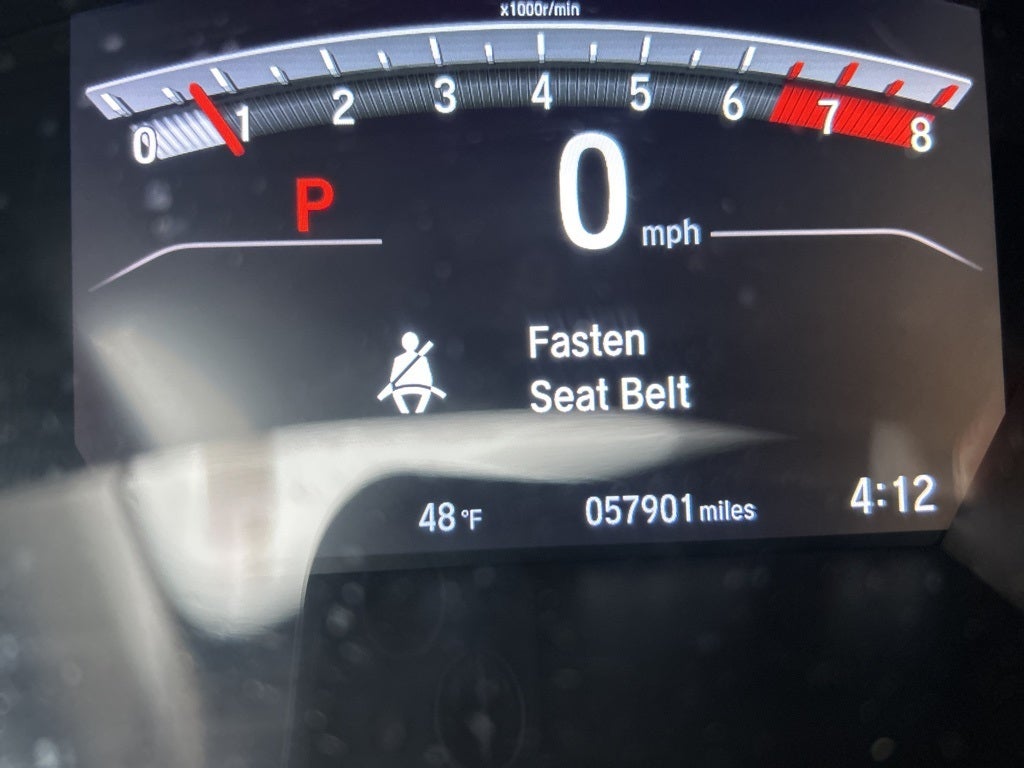 x1000r/min
0 1 2 3 4 5 6 7 8
P
0 mph
Fasten
Seat Belt
48 °F 057901 miles 4:12